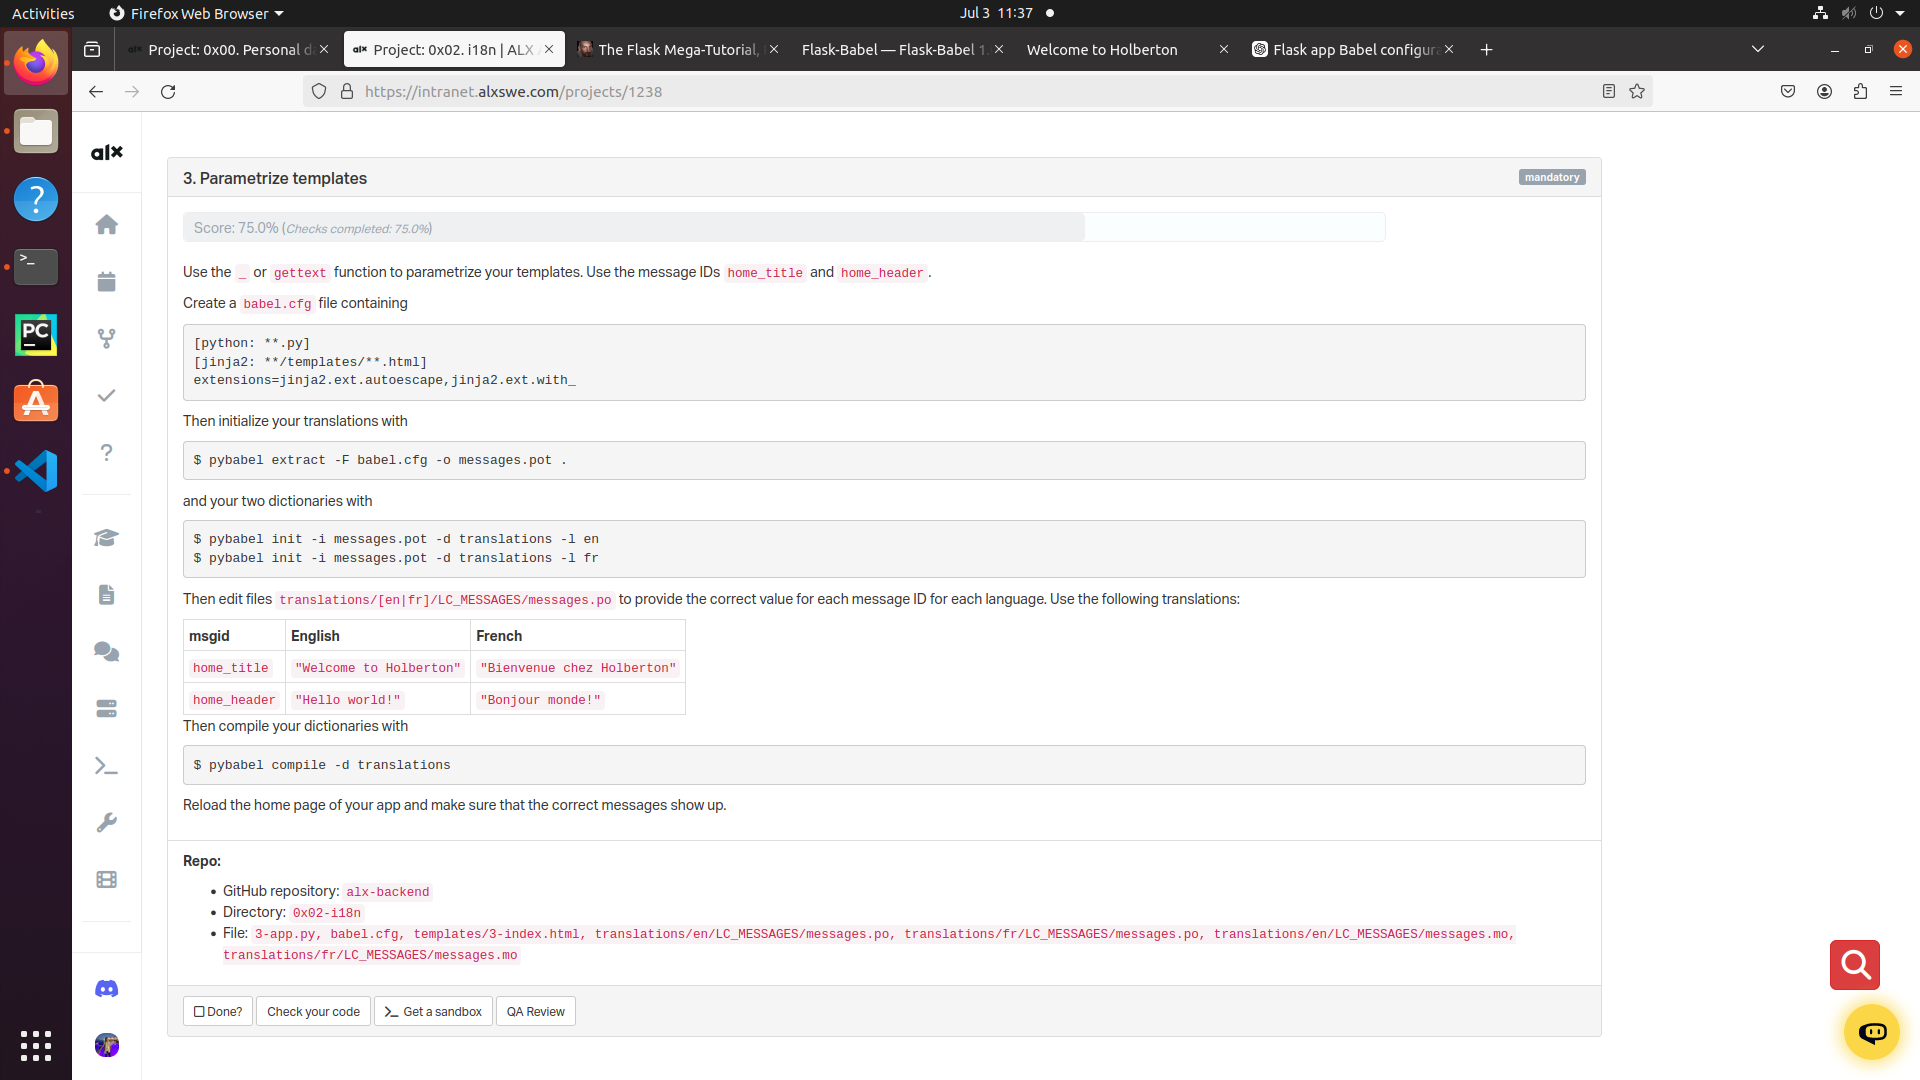 Activities
Firefox Web Browser
Jul 3 11:37
Project: 0x00. Personal d
Project: 0x02. i18n | ALX
The Flask Mega-Tutorial,
Flask-Babel — Flask-Babel 1.
Welcome to Holberton
Flask app Babel configur
https://intranet.alxswe.com/projects/1238
alx
3. Parametrize templates
mandatory
Score: 75.0% (Checks completed: 75.0%)
Use the _ or gettext function to parametrize your templates. Use the message IDs home_title and home_header.
Create a babel.cfg file containing
[python: **.py]
[jinja2: **/templates/**.html]
extensions=jinja2.ext.autoescape,jinja2.ext.with_
Then initialize your translations with
$ pybabel extract -F babel.cfg -o messages.pot .
and your two dictionaries with
$ pybabel init -i messages.pot -d translations -l en
$ pybabel init -i messages.pot -d translations -l fr
Then edit files translations/[en|fr]/LC_MESSAGES/messages.po to provide the correct value for each message ID for each language. Use the following translations:
msgid English French
home_title "Welcome to Holberton" "Bienvenue chez Holberton"
home_header "Hello world!" "Bonjour monde!"
Then compile your dictionaries with
$ pybabel compile -d translations
Reload the home page of your app and make sure that the correct messages show up.
Repo:
GitHub repository: alx-backend
Directory: 0x02-i18n
File: 3-app.py, babel.cfg, templates/3-index.html, translations/en/LC_MESSAGES/messages.po, translations/fr/LC_MESSAGES/messages.po, translations/en/LC_MESSAGES/messages.mo,
translations/fr/LC_MESSAGES/messages.mo
Done?
Check your code
Get a sandbox
QA Review